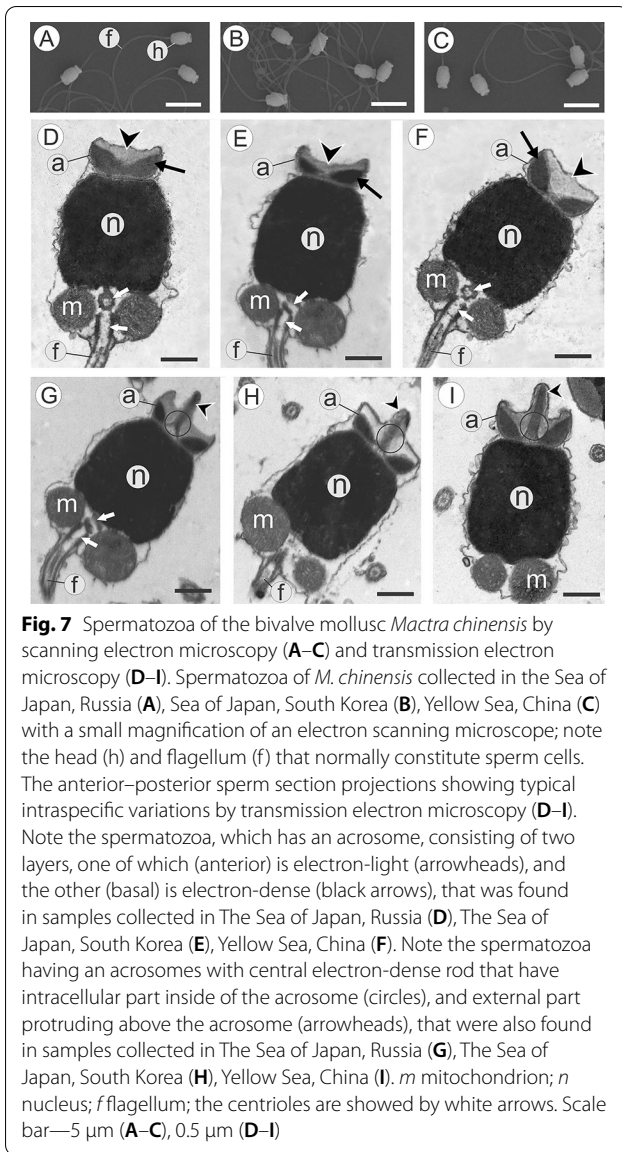 A f h B C
D a n m f
E a n m f
F a n m f
G a n m f
H a n m f
I a n m
Fig. 7 Spermatozoa of the bivalve mollusc Mactra chinensis by
scanning electron microscopy (A–C) and transmission electron
microscopy (D–I). Spermatozoa of M. chinensis collected in the Sea of
Japan, Russia (A), Sea of Japan, South Korea (B), Yellow Sea, China (C)
with a small magnification of an electron scanning microscope; note
the head (h) and flagellum (f) that normally constitute sperm cells.
The anterior–posterior sperm section projections showing typical
intraspecific variations by transmission electron microscopy (D–I).
Note the spermatozoa, which has an acrosome, consisting of two
layers, one of which (anterior) is electron-light (arrowheads), and
the other (basal) is electron-dense (black arrows), that was found
in samples collected in The Sea of Japan, Russia (D), The Sea of
Japan, South Korea (E), Yellow Sea, China (F). Note the spermatozoa
having an acrosomes with central electron-dense rod that have
intracellular part inside of the acrosome (circles), and external part
protruding above the acrosome (arrowheads), that were also found
in samples collected in The Sea of Japan, Russia (G), The Sea of
Japan, South Korea (H), Yellow Sea, China (I). m mitochondrion; n
nucleus; f flagellum; the centrioles are showed by white arrows. Scale
bar—5 µm (A–C), 0.5 µm (D–I)